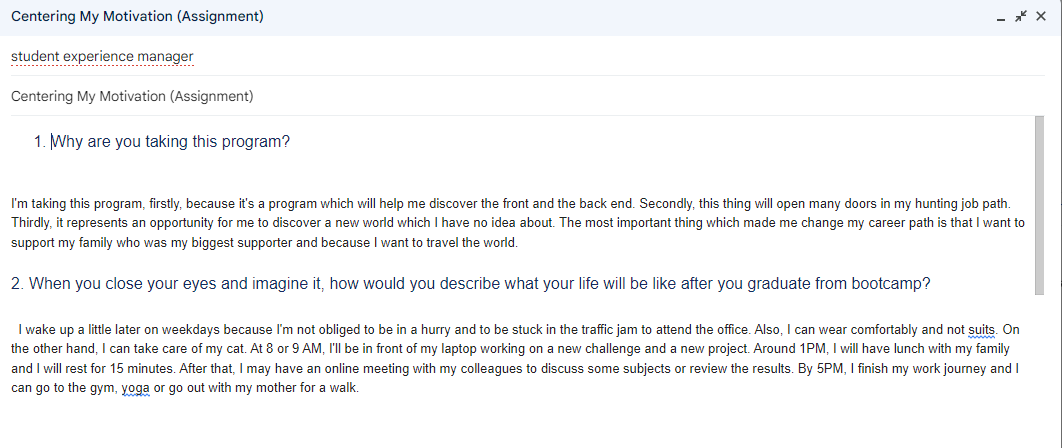 Centering My Motivation (Assignment)
student experience manager
Centering My Motivation (Assignment)
1. Why are you taking this program?
I'm taking this program, firstly, because it's a program which will help me discover the front and the back end. Secondly, this thing will open many doors in my hunting job path.
Thirdly, it represents an opportunity for me to discover a new world which I have no idea about. The most important thing which made me change my career path is that I want to
support my family who was my biggest supporter and because I want to travel the world.
2. When you close your eyes and imagine it, how would you describe what your life will be like after you graduate from bootcamp?
I wake up a little later on weekdays because I'm not obliged to be in a hurry and to be stuck in the traffic jam to attend the office. Also, I can wear comfortably and not suits. On
the other hand, I can take care of my cat. At 8 or 9 AM, I'll be in front of my laptop working on a new challenge and a new project. Around 1PM, I will have lunch with my family
and I will rest for 15 minutes. After that, I may have an online meeting with my colleagues to discuss some subjects or review the results. By 5PM, I finish my work journey and I
can go to the gym, yoga or go out with my mother for a walk.